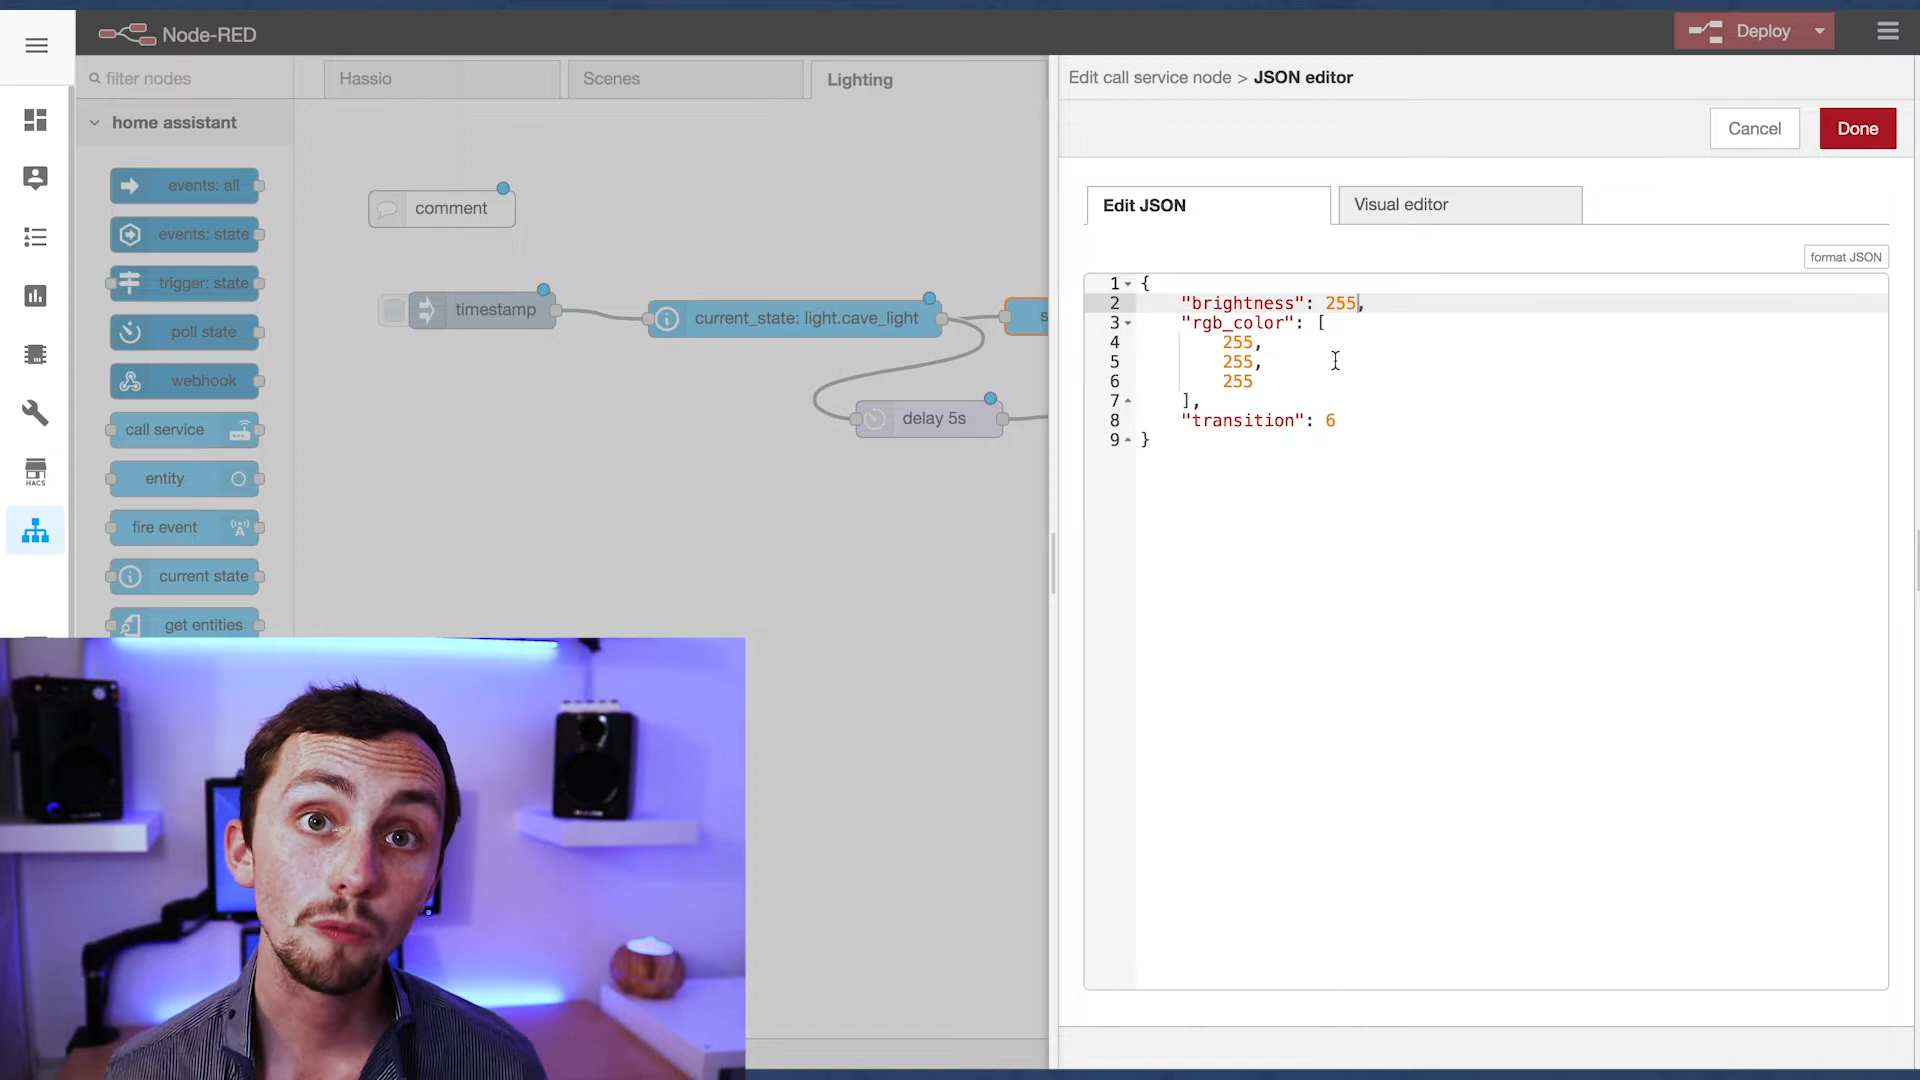 Node-RED
Deploy
filter nodes
Hassio
Scenes
Lighting
Edit call service node > JSON editor
Cancel
Done
home assistant
events: all
events: state
trigger: state
poll state
webhook
call service
entity
fire event
current state
get entities
HACS
comment
timestamp
current_state: light.cave_light
s
delay 5s
Edit JSON
Visual editor
format JSON
1 {
2 "brightness": 255,
3 "rgb_color": [
4 255,
5 255,
6 255
7 ],
8 "transition": 6
9 }